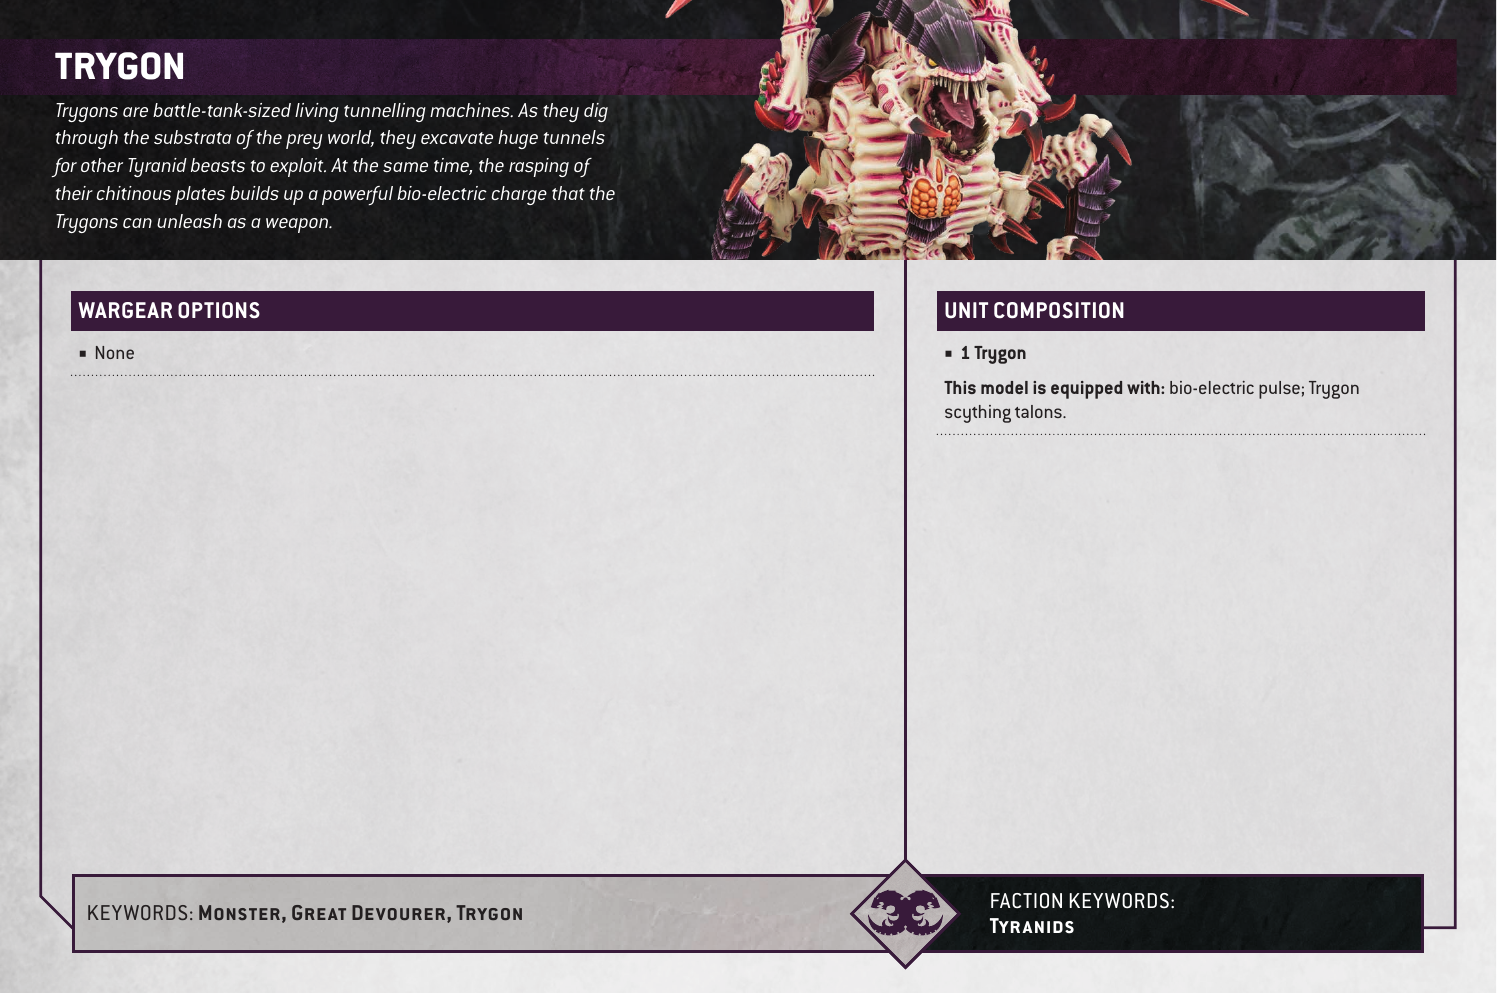 TRYGON
Trygons are battle-tank-sized living tunnelling machines. As they dig
through the substrata of the prey world, they excavate huge tunnels
for other Tyranid beasts to exploit. At the same time, the rasping of
their chitinous plates builds up a powerful bio-electric charge that the
Trygons can unleash as a weapon.
WARGEAR OPTIONS
▪ None
UNIT COMPOSITION
▪ 1 Trygon
This model is equipped with: bio-electric pulse; Trygon
scything talons.
KEYWORDS: MONSTER, GREAT DEVOURER, TRYGON
FACTION KEYWORDS:
TYRANIDS